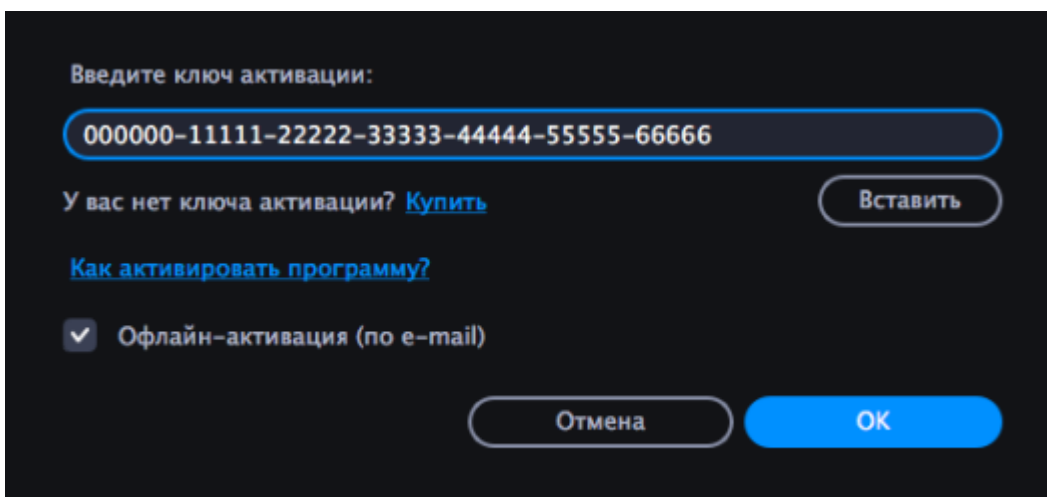 Введите ключ активации:
000000-11111-22222-33333-44444-55555-66666
У вас нет ключа активации? Купить
Вставить
Как активировать программу?
Офлайн-активация (по e-mail)
Отмена
OK